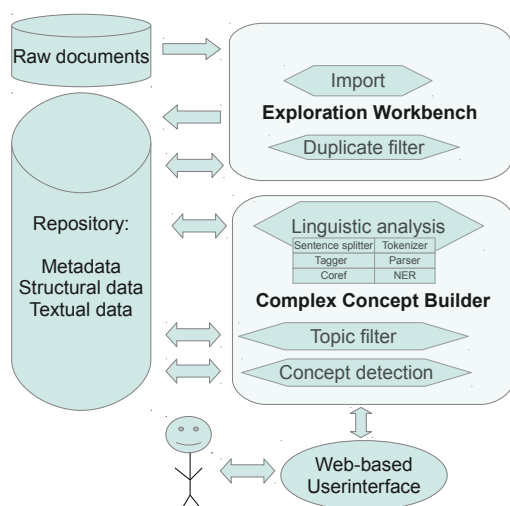 Raw documents
Import
Exploration Workbench
Duplicate filter
Repository:
Metadata
Structural data
Textual data
Linguistic analysis
Sentence splitter Tokenizer
Tagger Parser
Coref NER
Complex Concept Builder
Topic filter
Concept detection
Web-based
Userinterface